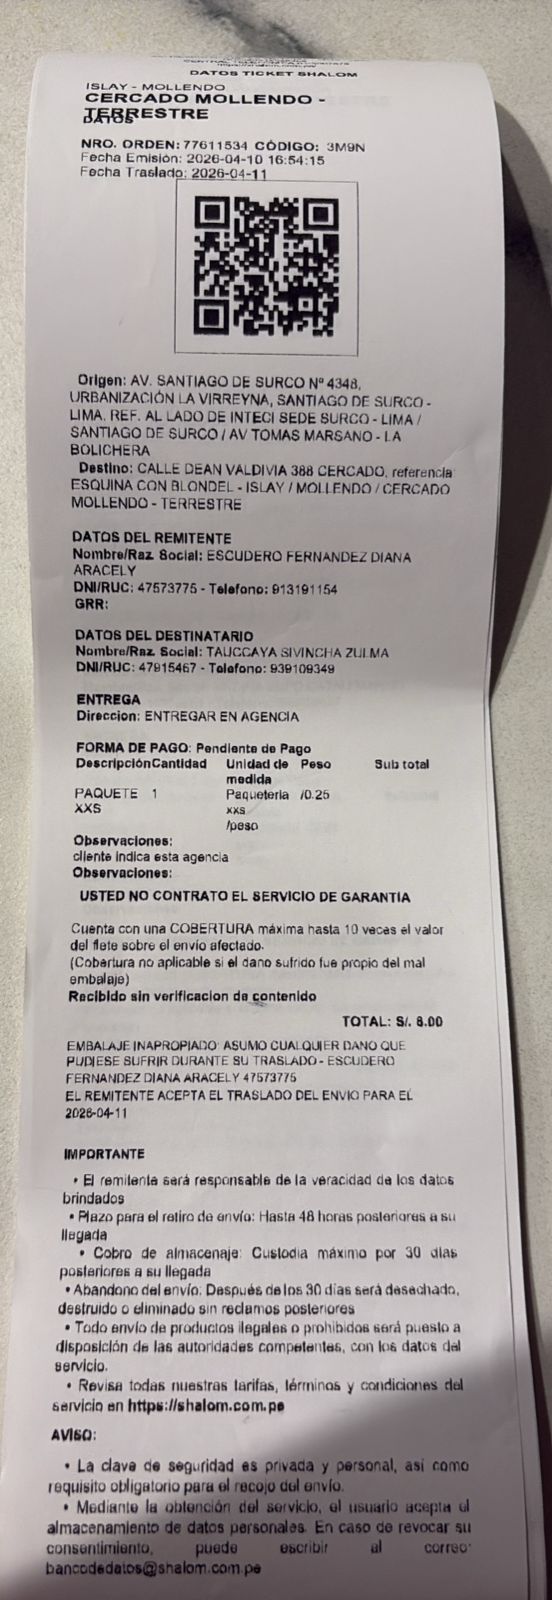 https://shalom.com.pe
DATOS TICKET SHALOM
ISLAY - MOLLENDO
CERCADO MOLLENDO -
TERRESTRE
DATOS
NRO. ORDEN: 77611534 CÓDIGO: 3M9N
Fecha Emisión: 2026-04-10 16:54:15
Fecha Traslado: 2026-04-11
Origen: AV. SANTIAGO DE SURCO Nº 4348,
URBANIZACIÓN LA VIRREYNA, SANTIAGO DE SURCO -
LIMA. REF. AL LADO DE INTECI SEDE SURCO - LIMA /
SANTIAGO DE SURCO / AV TOMAS MARSANO - LA
BOLICHERA
Destino: CALLE DEAN VALDIVIA 388 CERCADO, referencia:
ESQUINA CON BLONDEL - ISLAY / MOLLENDO / CERCADO
MOLLENDO - TERRESTRE
DATOS DEL REMITENTE
Nombre/Raz. Social: ESCUDERO FERNANDEZ DIANA
ARACELY
DNI/RUC: 47573775 - Telefono: 913191154
GRR:
DATOS DEL DESTINATARIO
Nombre/Raz. Social: TAUCCAYA SIVINCHA ZULMA
DNI/RUC: 47915467 - Telefono: 939109349
ENTREGA
Direccion: ENTREGAR EN AGENCIA
FORMA DE PAGO: Pendiente de Pago
Descripción Cantidad Unidad de Peso Sub total
medida
PAQUETE 1 Paqueteria /0.25
XXS xxs
/peso
Observaciones:
cliente indica esta agencia
Observaciones:
USTED NO CONTRATO EL SERVICIO DE GARANTIA
Cuenta con una COBERTURA máxima hasta 10 veces el valor
del flete sobre el envío afectado.
(Cobertura no aplicable si el dano sufrido fue propio del mal
embalaje)
Recibido sin verificacion de contenido
TOTAL: S/. 8.00
EMBALAJE INAPROPIADO: ASUMO CUALQUIER DANO QUE
PUDIESE SUFRIR DURANTE SU TRASLADO - ESCUDERO
FERNANDEZ DIANA ARACELY 47573775
EL REMITENTE ACEPTA EL TRASLADO DEL ENVIO PARA EL
2026-04-11
IMPORTANTE
• El remitente será responsable de la veracidad de los datos
brindados
• Plazo para el retiro de envío: Hasta 48 horas posteriores a su
llegada
• Cobro de almacenaje: Custodia máximo por 30 días
posteriores a su llegada
• Abandono del envío: Después de los 30 días será desechado,
destruido o eliminado sin reclamos posteriores
• Todo envío de productos ilegales o prohibidos será puesto a
disposición de las autoridades competentes, con los datos del
servicio.
• Revisa todas nuestras tarifas, términos y condiciones del
servicio en https://shalom.com.pe
AVISO:
• La clave de seguridad es privada y personal, así como
requisito obligatorio para el recojo del envío.
• Mediante la obtención del servicio, el usuario acepta el
almacenamiento de datos personales. En caso de revocar su
consentimiento, puede escribir al correo:
bancodedatos@shalom.com.pe